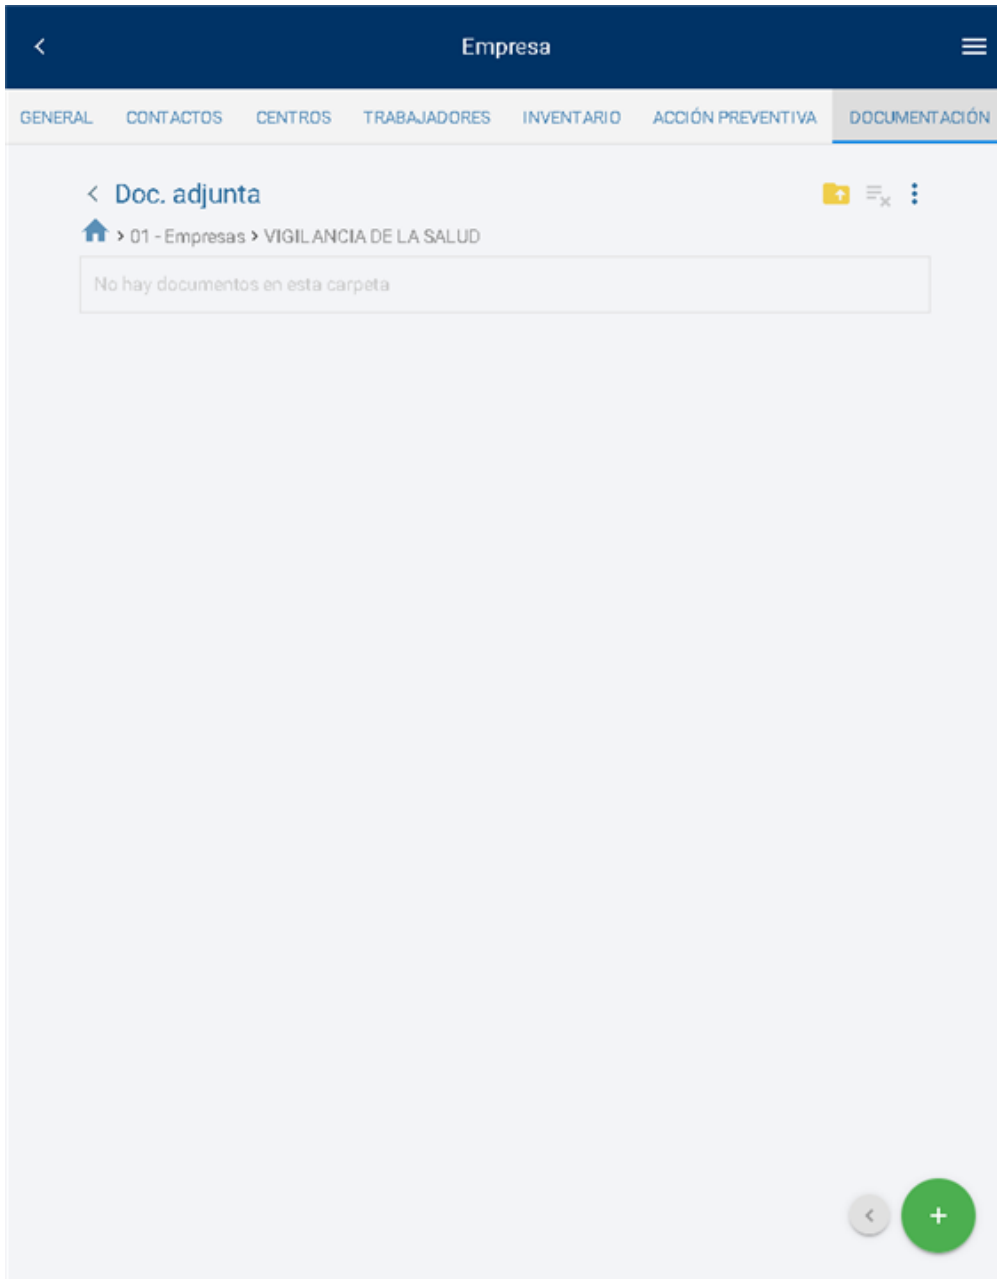 Empresa
GENERAL CONTACTOS CENTROS TRABAJADORES INVENTARIO ACCIÓN PREVENTIVA DOCUMENTACIÓN
Doc. adjunta
> 01 - Empresas > VIGILANCIA DE LA SALUD
No hay documentos en esta carpeta